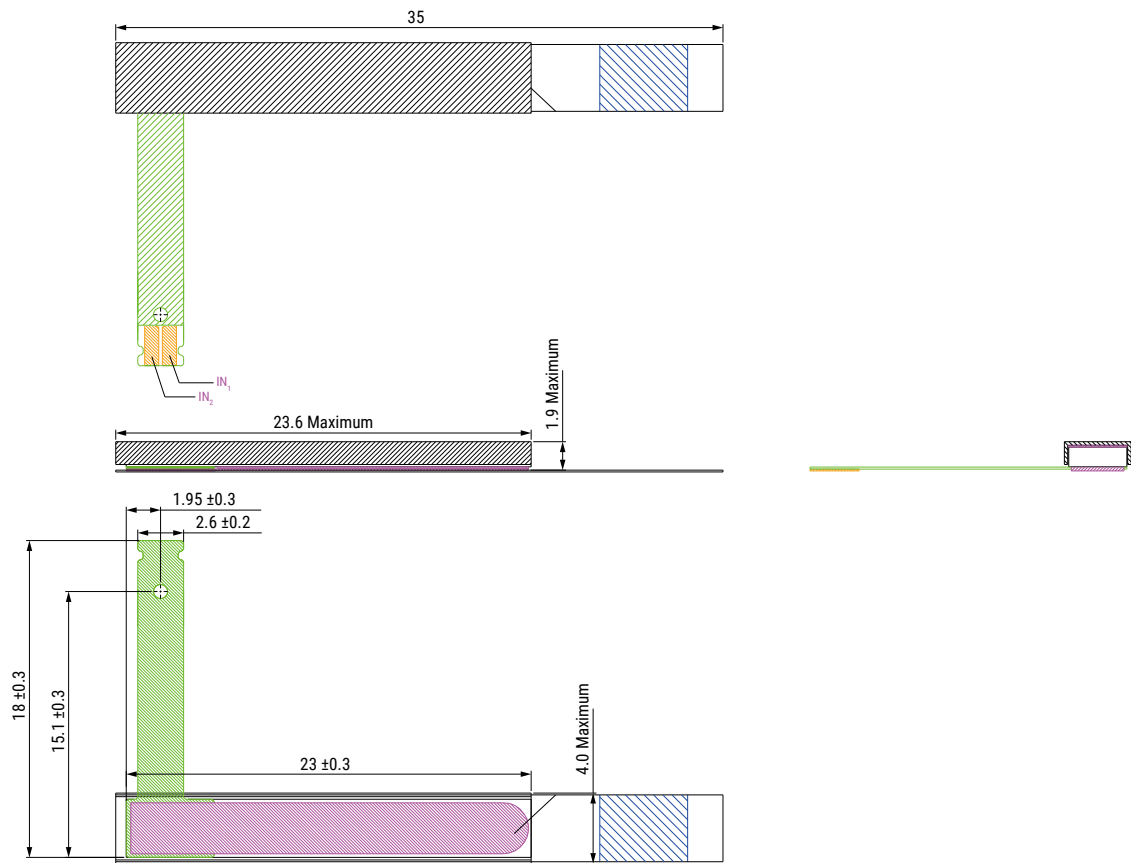 35
IN₁
IN₂
1.9 Maximum
23.6 Maximum
1.95 ±0.3
2.6 ±0.2
18 ±0.3
15.1 ±0.3
23 ±0.3
4.0 Maximum